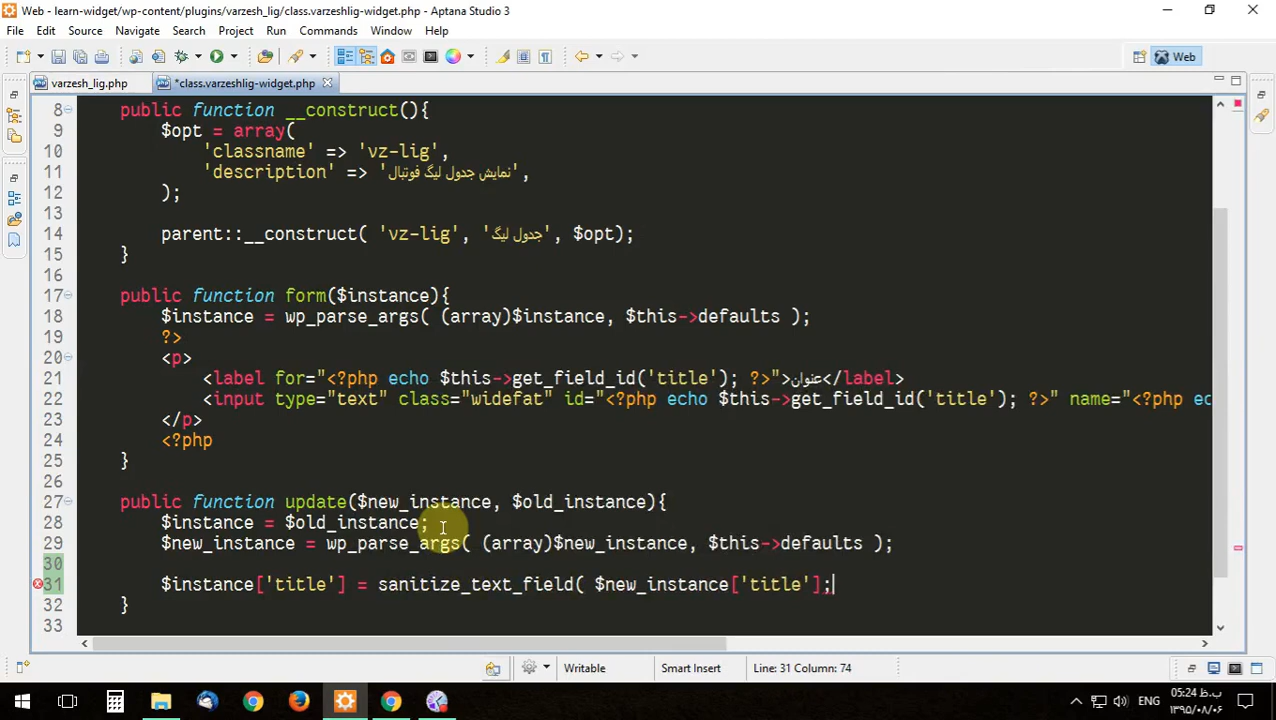 Web - learn-widget/wp-content/plugins/varzesh_lig/class.varzeshlig-widget.php - Aptana Studio 3
File Edit Source Navigate Search Project Run Commands Window Help
Web
varzesh_lig.php *class.varzeshlig-widget.php
8 public function __construct(){
9 $opt = array(
10 'classname' => 'vz-lig',
11 'description' => 'نمایش جدول لیگ فوتبال',
12 );
13
14 parent::__construct( 'vz-lig', 'جدول لیگ', $opt);
15 }
16
17 public function form($instance){
18 $instance = wp_parse_args( (array)$instance, $this->defaults );
19 ?>
20 <p>
21 <label for="<?php echo $this->get_field_id('title'); ?>">عنوان</label>
22 <input type="text" class="widefat" id="<?php echo $this->get_field_id('title'); ?>" name="<?php ec
23 </p>
24 <?php
25 }
26
27 public function update($new_instance, $old_instance){
28 $instance = $old_instance;
29 $new_instance = wp_parse_args( (array)$new_instance, $this->defaults );
30
31 $instance['title'] = sanitize_text_field( $new_instance['title'];
32 }
33
Writable Smart Insert Line: 31 Column: 74
ENG 05:24 ب.ظ
۱۳۹۵/۰۸/۰۶